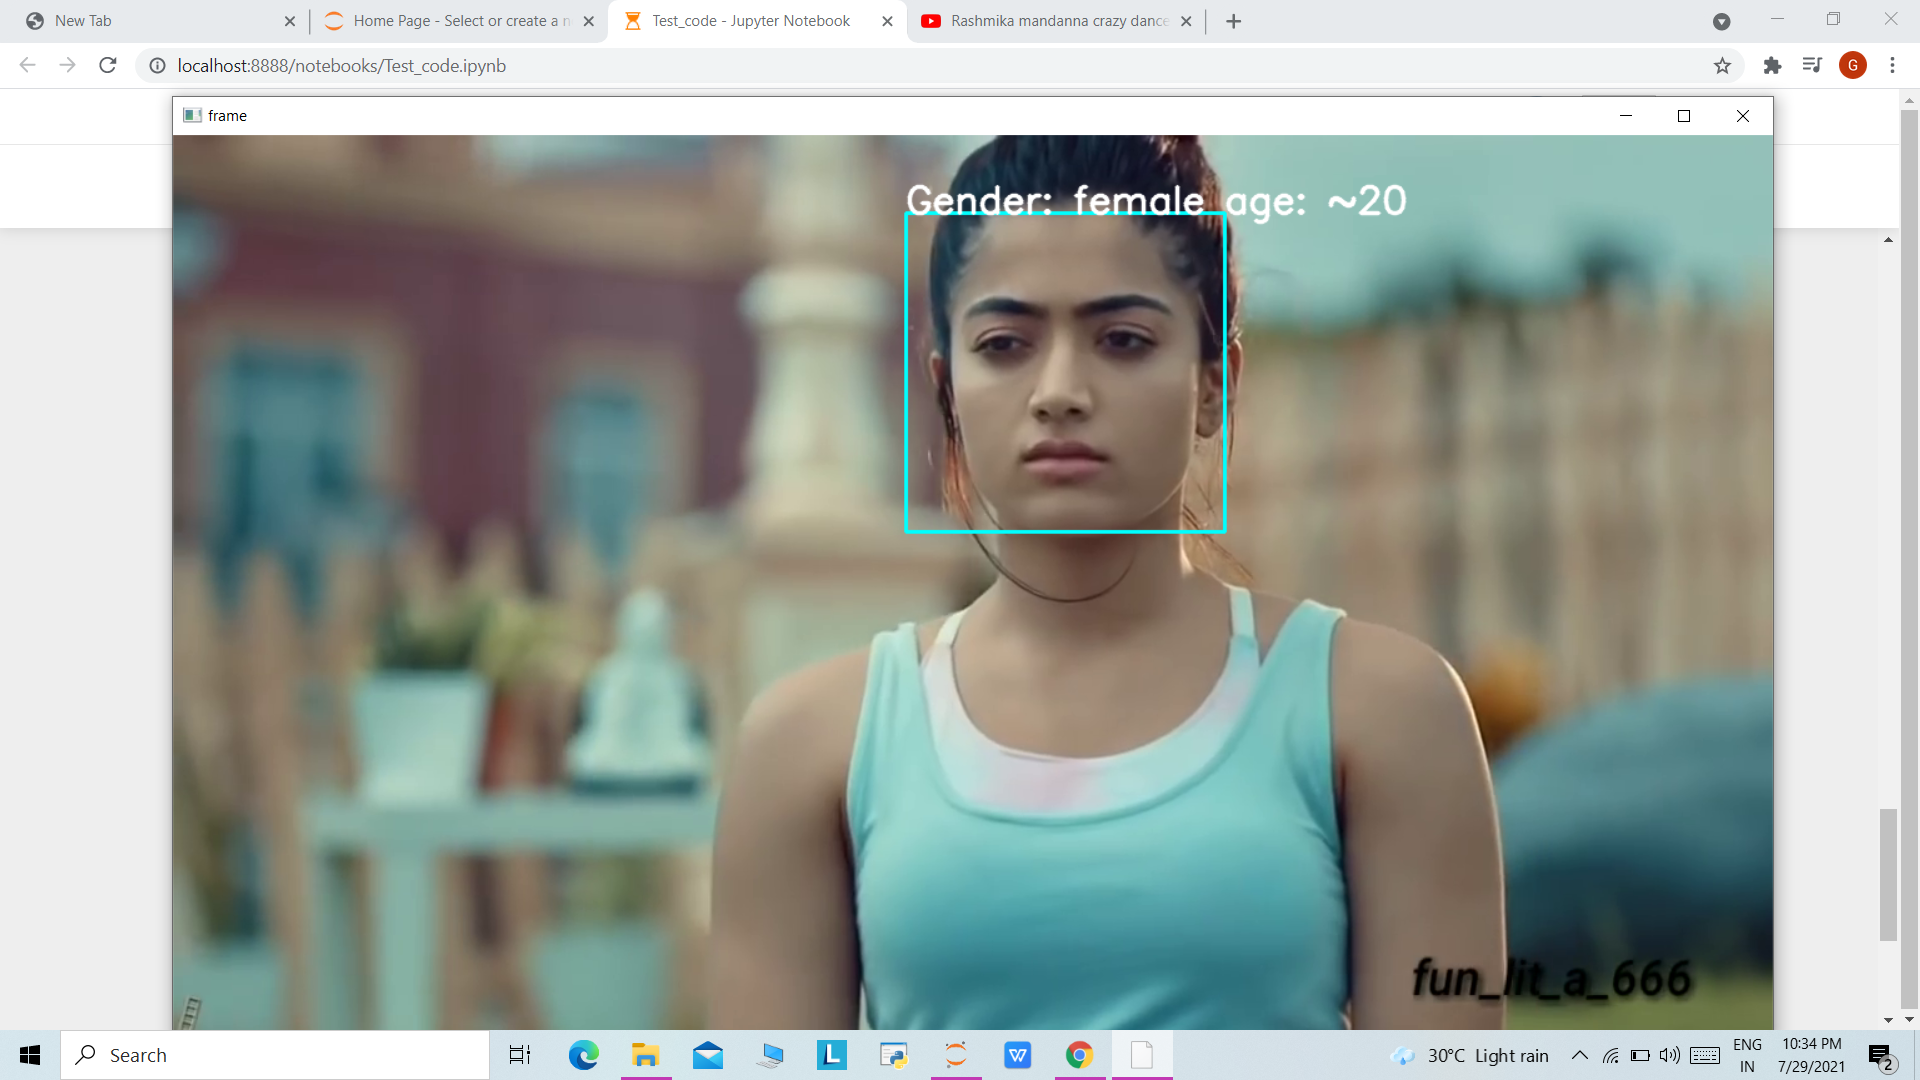 New Tab
Home Page - Select or create a n
Test_code - Jupyter Notebook
Rashmika mandanna crazy dance
localhost:8888/notebooks/Test_code.ipynb
G
frame
Gender: female age: ~20
fun_lit_a_666
Search
L
W
30°C Light rain
ENG
IN
10:34 PM
7/29/2021
2